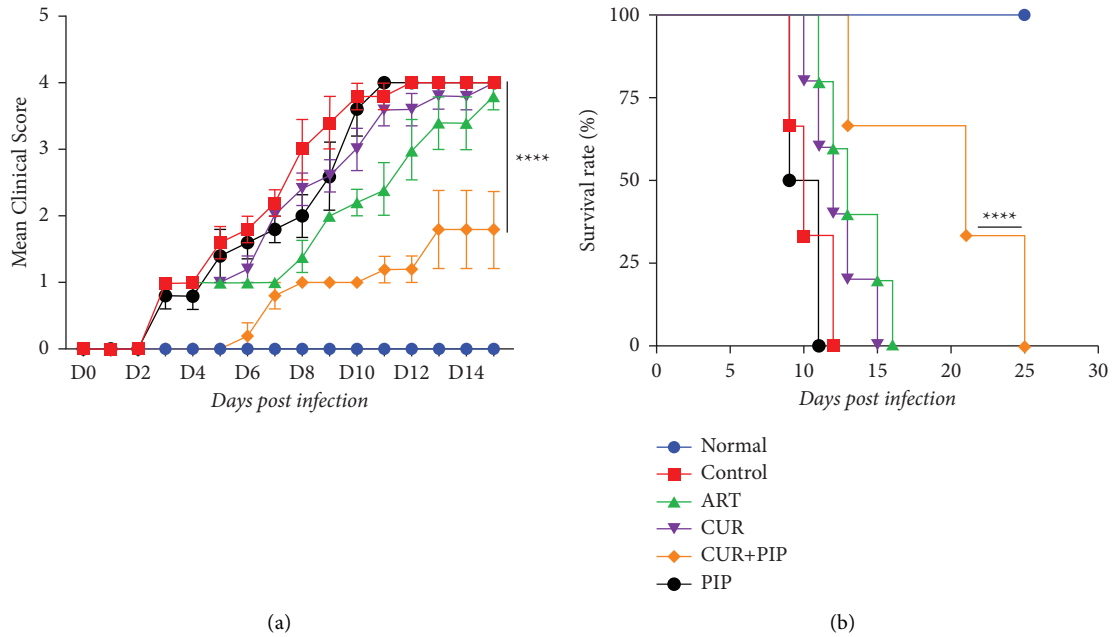 5
4
3
2
1
0
Mean Clinical Score
D0 D2 D4 D6 D8 D10 D12 D14
Days post infection
****
(a)
100
75
50
25
0
Survival rate (%)
0 5 10 15 20 25 30
Days post infection
****
Normal
Control
ART
CUR
CUR+PIP
PIP
(b)